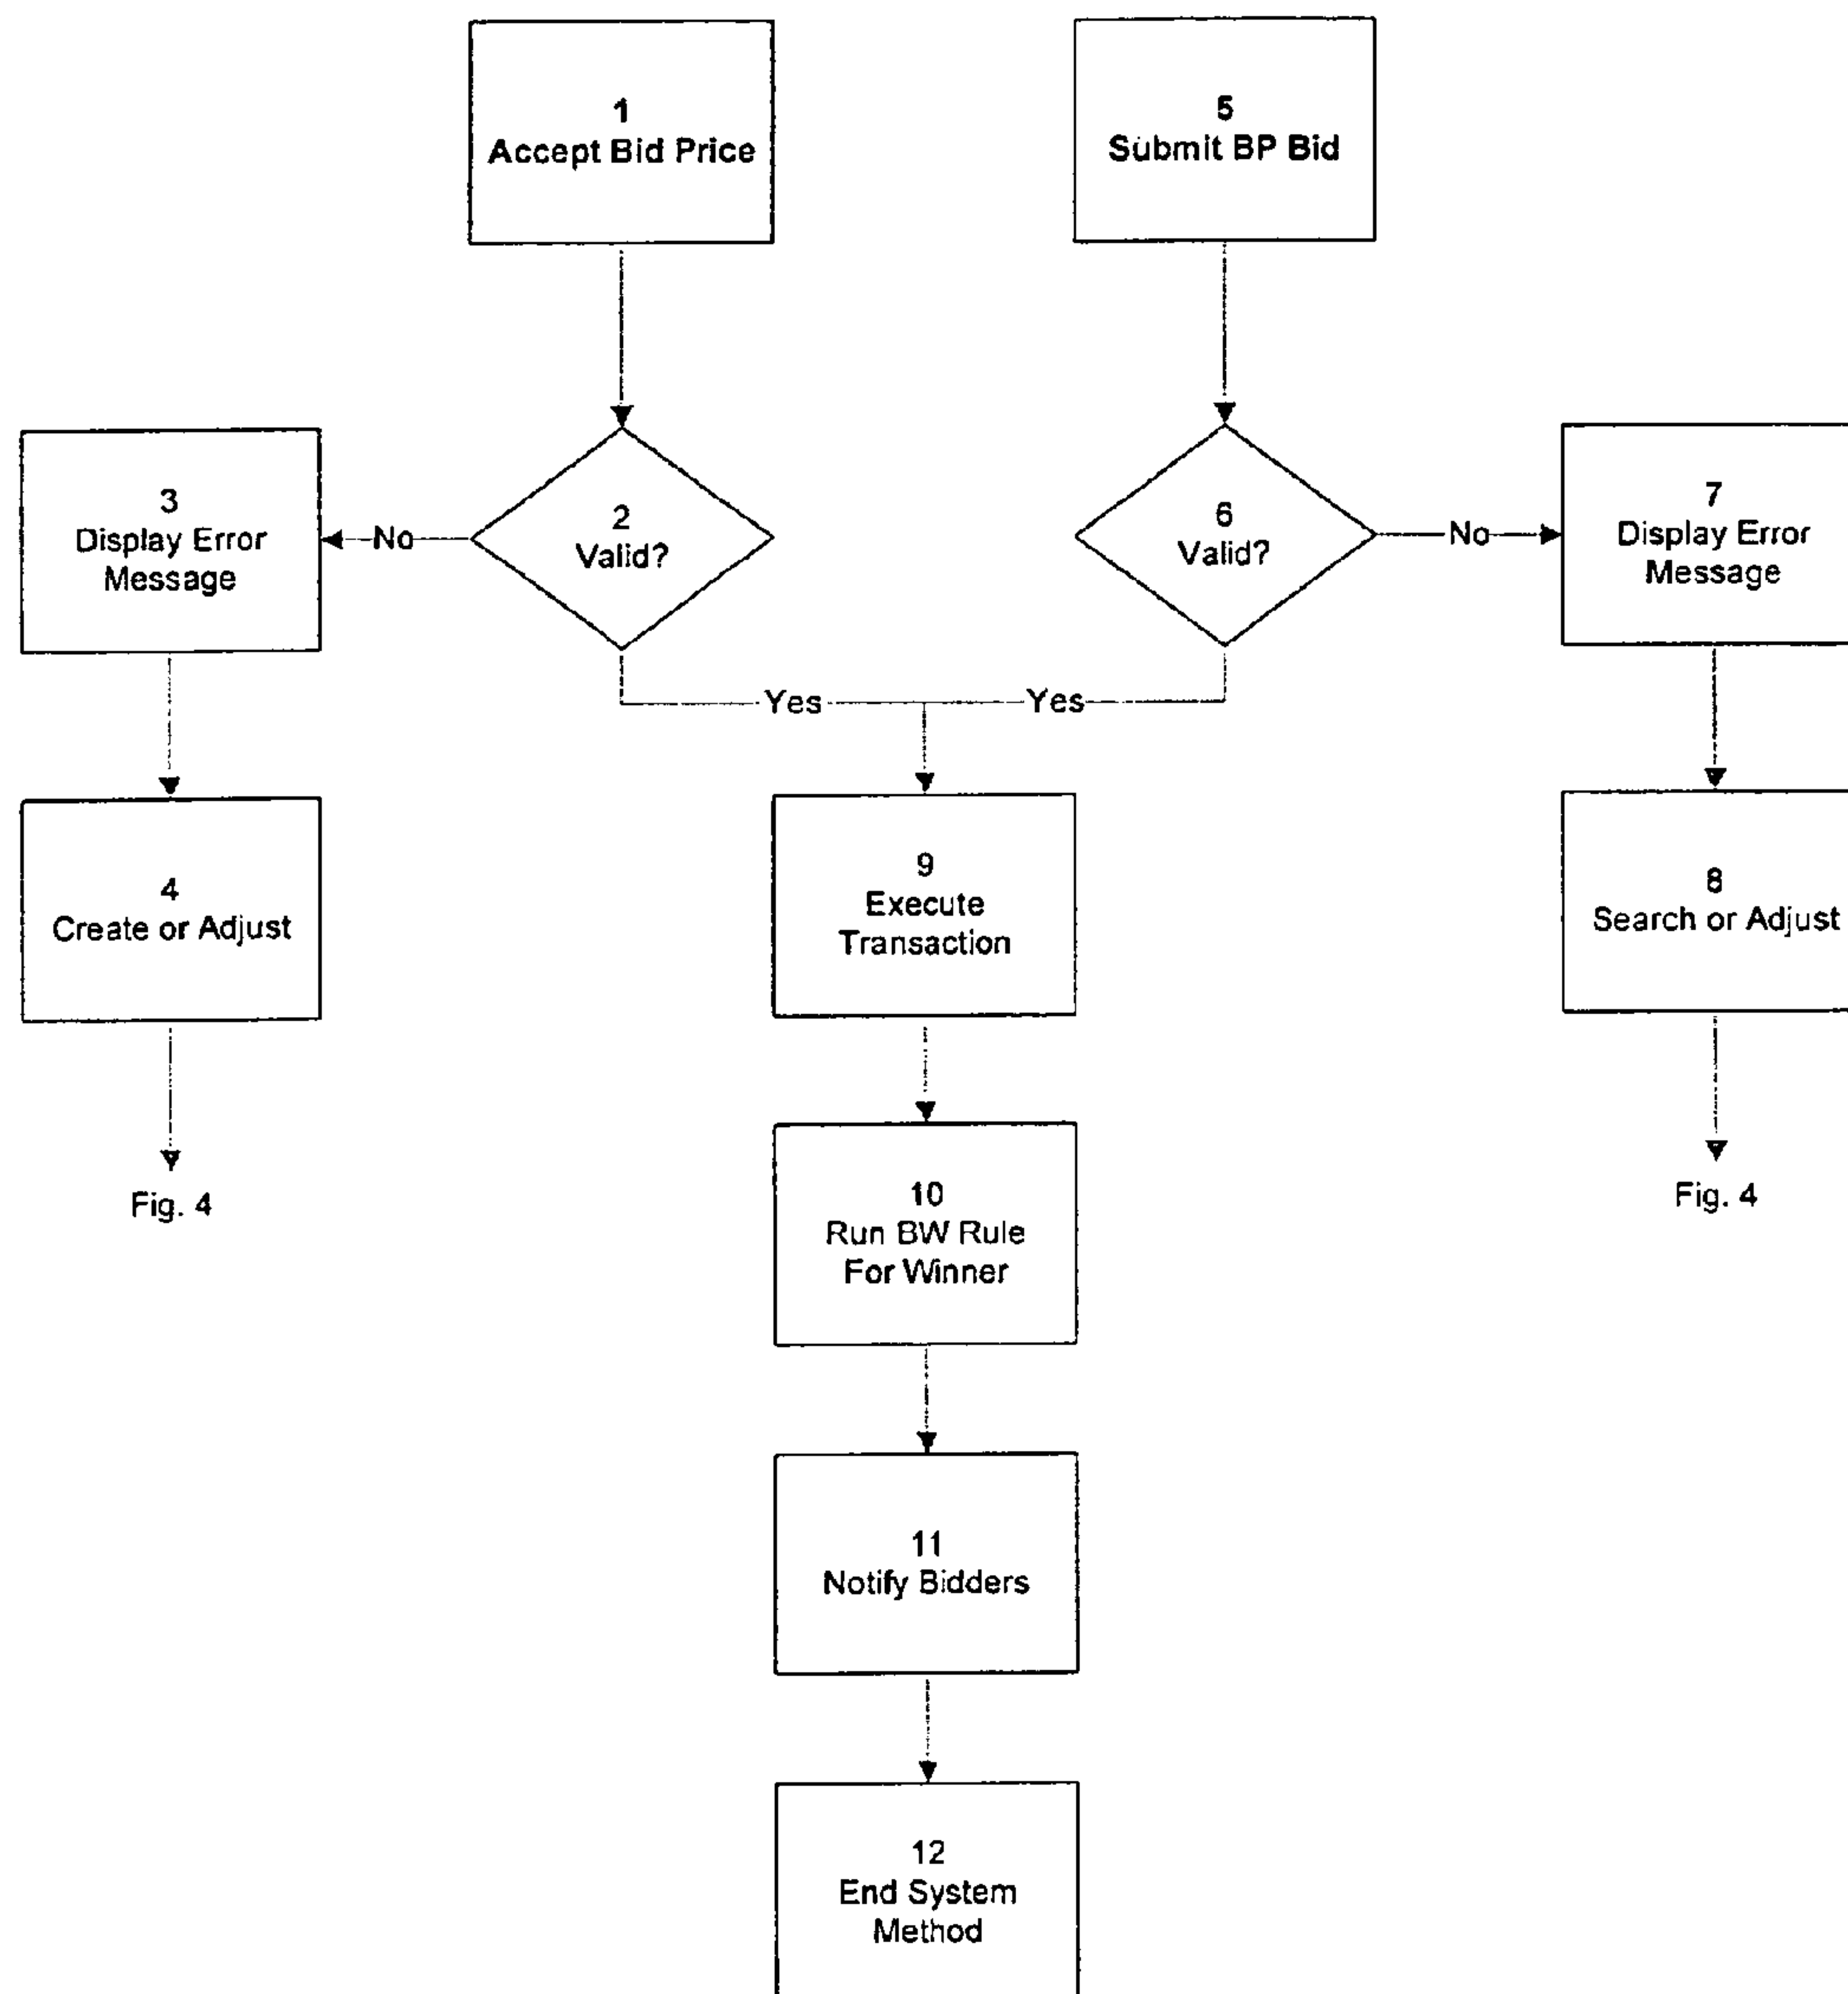 1
Accept Bid Price
5
Submit BP Bid
3
Display Error
Message
No
2
Valid?
6
Valid?
No
7
Display Error
Message
Yes
Yes
4
Create or Adjust
9
Execute
Transaction
8
Search or Adjust
Fig. 4
10
Run BW Rule
For Winner
Fig. 4
11
Notify Bidders
12
End System
Method